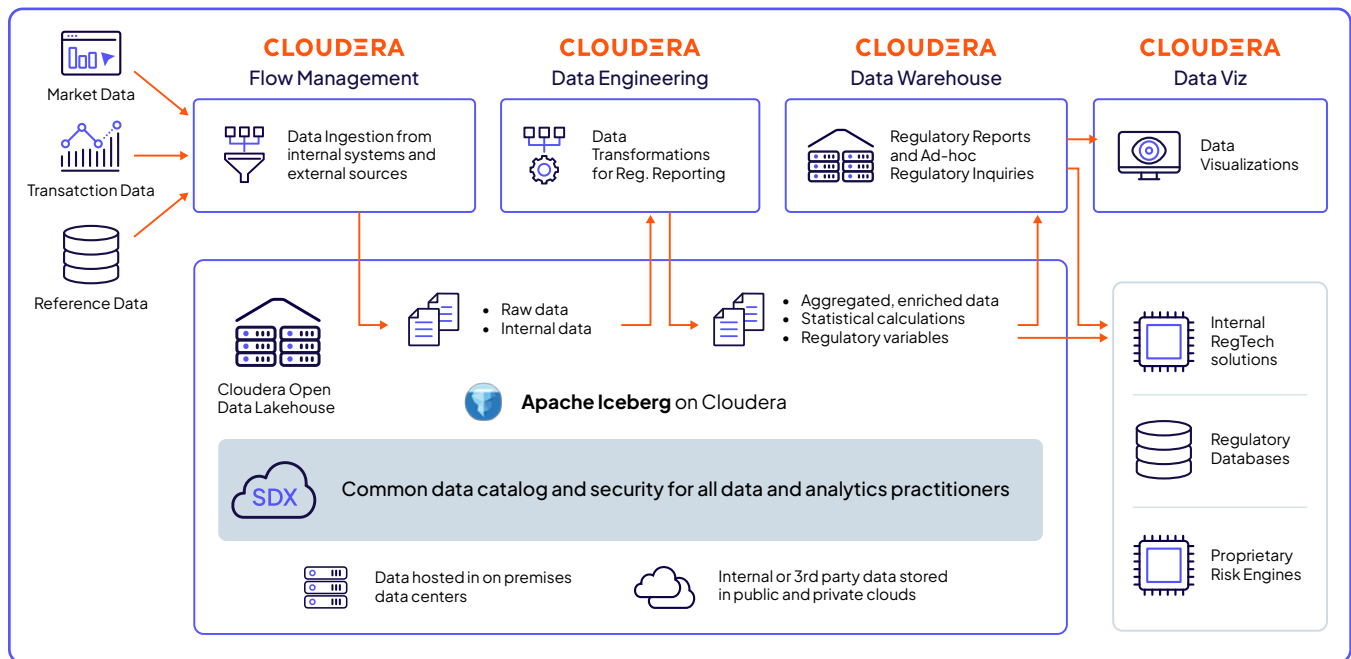 CLOUDERA
Flow Management
CLOUDERA
Data Engineering
CLOUDERA
Data Warehouse
CLOUDERA
Data Viz
Market Data
Transatction Data
Reference Data
Data Ingestion from
internal systems and
external sources
Data
Transformations
for Reg. Reporting
Regulatory Reports
and Ad-hoc
Regulatory Inquiries
Data
Visualizations
Cloudera Open
Data Lakehouse
• Raw data
• Internal data
• Aggregated, enriched data
• Statistical calculations
• Regulatory variables
Apache Iceberg on Cloudera
SDX
Common data catalog and security for all data and analytics practitioners
Data hosted in on premises
data centers
Internal or 3rd party data stored
in public and private clouds
Internal
RegTech
solutions
Regulatory
Databases
Proprietary
Risk Engines